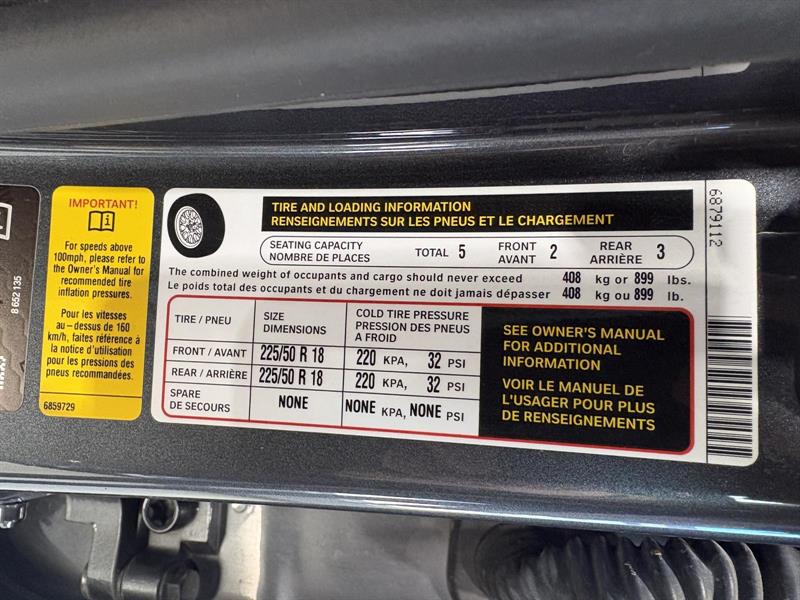 IMPORTANT!
For speeds above
100mph, please refer to
the Owner's Manual for
recommended tire
inflation pressures.
Pour les vitesses
au–dessus de 160
km/h, faites référence à
la notice d'utilisation
pour les pressions des
pneus recommandées.
6859729
8 652 135
TIRE AND LOADING INFORMATION
RENSEIGNEMENTS SUR LES PNEUS ET LE CHARGEMENT
SEATING CAPACITY
NOMBRE DE PLACES
TOTAL 5
FRONT
AVANT 2
REAR
ARRIÈRE 3
The combined weight of occupants and cargo should never exceed 408 kg or 899 lbs.
Le poids total des occupants et du chargement ne doit jamais dépasser 408 kg ou 899 lb.
TIRE / PNEU
SIZE
DIMENSIONS
COLD TIRE PRESSURE
PRESSION DES PNEUS
A FROID
FRONT / AVANT 225/50 R 18 220 KPA, 32 PSI
REAR / ARRIÈRE 225/50 R 18 220 KPA, 32 PSI
SPARE
DE SECOURS NONE NONE KPA, NONE PSI
SEE OWNER'S MANUAL
FOR ADDITIONAL
INFORMATION
VOIR LE MANUEL DE
L'USAGER POUR PLUS
DE RENSEIGNEMENTS
6879112